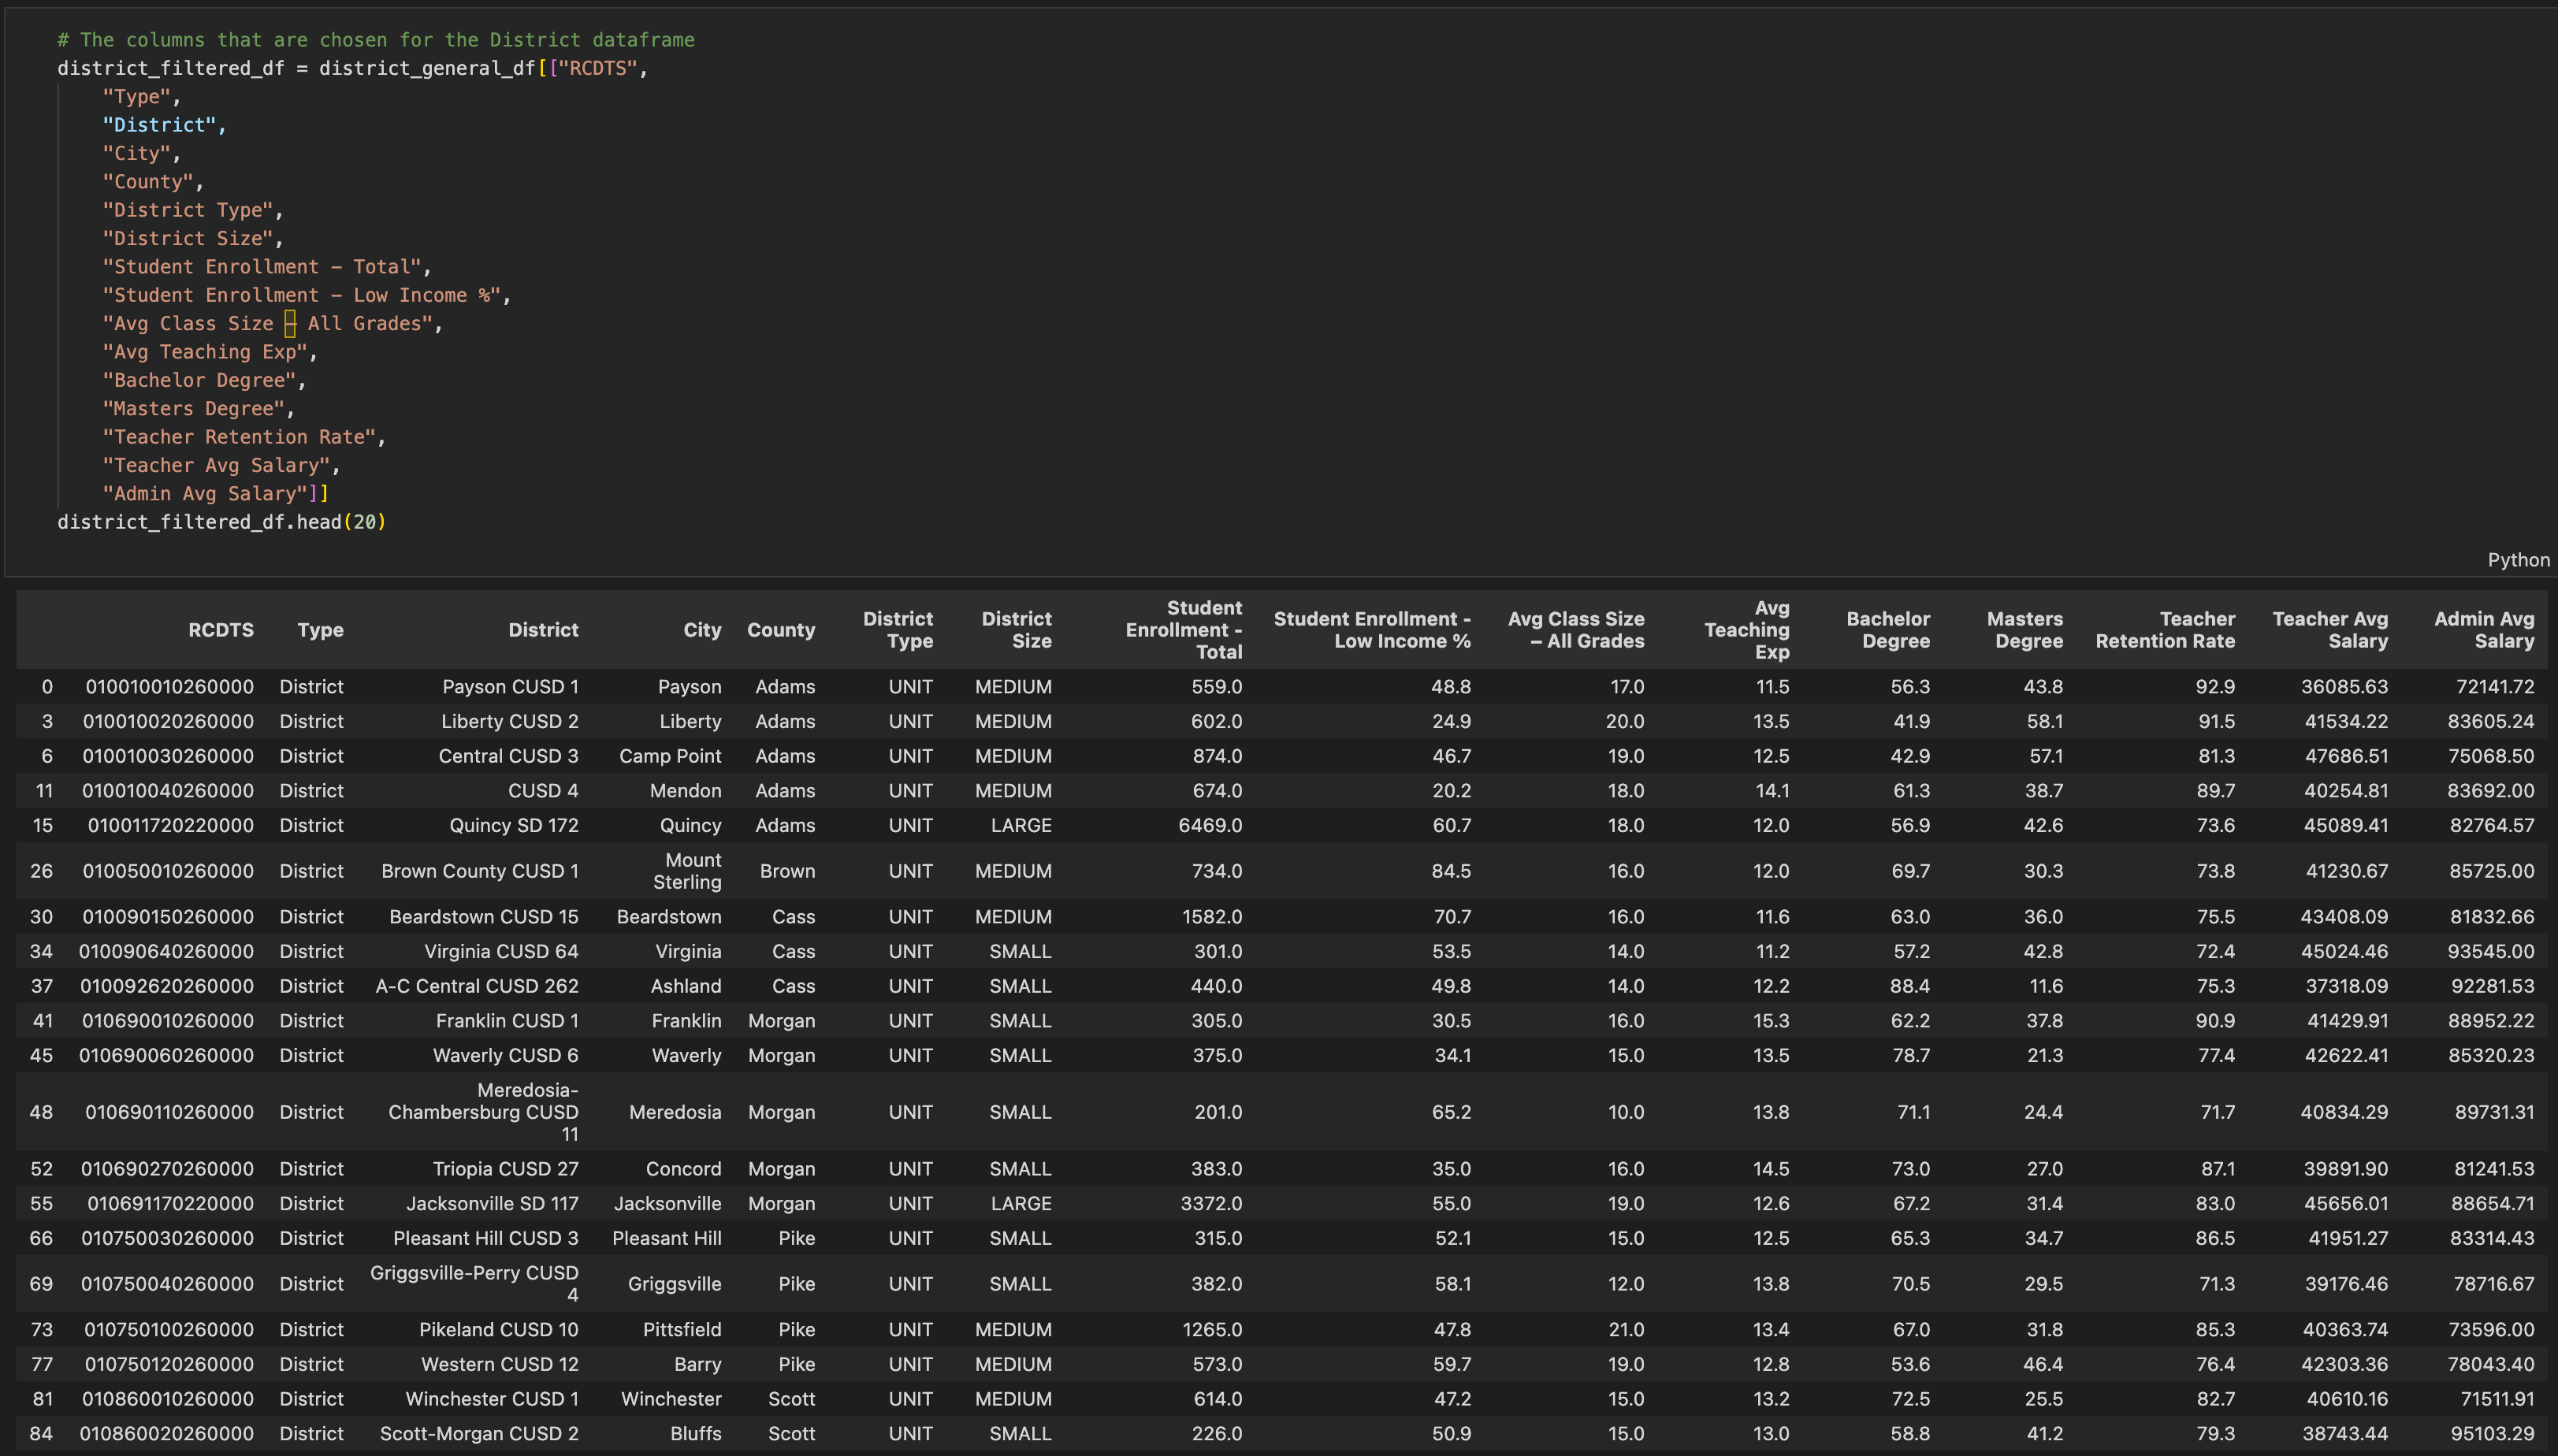 # The columns that are chosen for the District dataframe
district_filtered_df = district_general_df[["RCDTS",
"Type",
"District",
"City",
"County",
"District Type",
"District Size",
"Student Enrollment - Total",
"Student Enrollment - Low Income %",
"Avg Class Size – All Grades",
"Avg Teaching Exp",
"Bachelor Degree",
"Masters Degree",
"Teacher Retention Rate",
"Teacher Avg Salary",
"Admin Avg Salary"]]
district_filtered_df.head(20)
Python
RCDTS Type District City County District Type District Size Student Enrollment - Total Student Enrollment - Low Income % Avg Class Size – All Grades Avg Teaching Exp Bachelor Degree Masters Degree Teacher Retention Rate Teacher Avg Salary Admin Avg Salary
0 010010010260000 District Payson CUSD 1 Payson Adams UNIT MEDIUM 559.0 48.8 17.0 11.5 56.3 43.8 92.9 36085.63 72141.72
3 010010020260000 District Liberty CUSD 2 Liberty Adams UNIT MEDIUM 602.0 24.9 20.0 13.5 41.9 58.1 91.5 41534.22 83605.24
6 010010030260000 District Central CUSD 3 Camp Point Adams UNIT MEDIUM 874.0 46.7 19.0 12.5 42.9 57.1 81.3 47686.51 75068.50
11 010010040260000 District CUSD 4 Mendon Adams UNIT MEDIUM 674.0 20.2 18.0 14.1 61.3 38.7 89.7 40254.81 83692.00
15 010011720220000 District Quincy SD 172 Quincy Adams UNIT LARGE 6469.0 60.7 18.0 12.0 56.9 42.6 73.6 45089.41 82764.57
26 010050010260000 District Brown County CUSD 1 Mount Sterling Brown UNIT MEDIUM 734.0 84.5 16.0 12.0 69.7 30.3 73.8 41230.67 85725.00
30 010090150260000 District Beardstown CUSD 15 Beardstown Cass UNIT MEDIUM 1582.0 70.7 16.0 11.6 63.0 36.0 75.5 43408.09 81832.66
34 010090640260000 District Virginia CUSD 64 Virginia Cass UNIT SMALL 301.0 53.5 14.0 11.2 57.2 42.8 72.4 45024.46 93545.00
37 010092620260000 District A-C Central CUSD 262 Ashland Cass UNIT SMALL 440.0 49.8 14.0 12.2 88.4 11.6 75.3 37318.09 92281.53
41 010690010260000 District Franklin CUSD 1 Franklin Morgan UNIT SMALL 305.0 30.5 16.0 15.3 62.2 37.8 90.9 41429.91 88952.22
45 010690060260000 District Waverly CUSD 6 Waverly Morgan UNIT SMALL 375.0 34.1 15.0 13.5 78.7 21.3 77.4 42622.41 85320.23
48 010690110260000 District Meredosia-Chambersburg CUSD 11 Meredosia Morgan UNIT SMALL 201.0 65.2 10.0 13.8 71.1 24.4 71.7 40834.29 89731.31
52 010690270260000 District Triopia CUSD 27 Concord Morgan UNIT SMALL 383.0 35.0 16.0 14.5 73.0 27.0 87.1 39891.90 81241.53
55 010691170220000 District Jacksonville SD 117 Jacksonville Morgan UNIT LARGE 3372.0 55.0 19.0 12.6 67.2 31.4 83.0 45656.01 88654.71
66 010750030260000 District Pleasant Hill CUSD 3 Pleasant Hill Pike UNIT SMALL 315.0 52.1 15.0 12.5 65.3 34.7 86.5 41951.27 83314.43
69 010750040260000 District Griggsville-Perry CUSD 4 Griggsville Pike UNIT SMALL 382.0 58.1 12.0 13.8 70.5 29.5 71.3 39176.46 78716.67
73 010750100260000 District Pikeland CUSD 10 Pittsfield Pike UNIT MEDIUM 1265.0 47.8 21.0 13.4 67.0 31.8 85.3 40363.74 73596.00
77 010750120260000 District Western CUSD 12 Barry Pike UNIT MEDIUM 573.0 59.7 19.0 12.8 53.6 46.4 76.4 42303.36 78043.40
81 010860010260000 District Winchester CUSD 1 Winchester Scott UNIT MEDIUM 614.0 47.2 15.0 13.2 72.5 25.5 82.7 40610.16 71511.91
84 010860020260000 District Scott-Morgan CUSD 2 Bluffs Scott UNIT SMALL 226.0 50.9 15.0 13.0 58.8 41.2 79.3 38743.44 95103.29